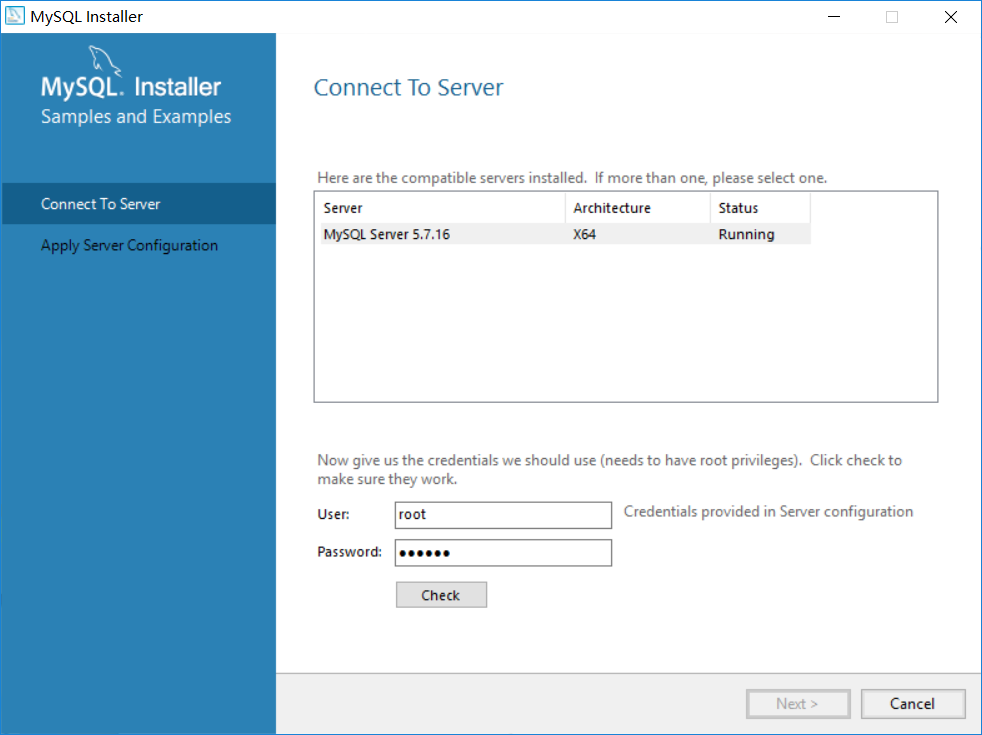 MySQL Installer
MySQL. Installer
Samples and Examples
Connect To Server
Apply Server Configuration
Connect To Server
Here are the compatible servers installed.  If more than one, please select one.
Server Architecture Status
MySQL Server 5.7.16 X64 Running
Now give us the credentials we should use (needs to have root privileges).  Click check to
make sure they work.
User: root Credentials provided in Server configuration
Password: ●●●●●●
Check
Next > Cancel